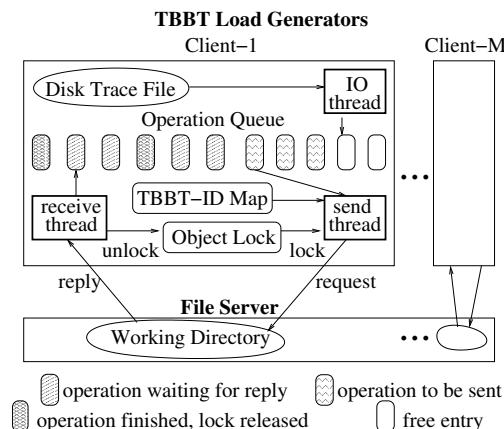 TBBT Load Generators
Client-1
Client-M
Disk Trace File
IO thread
Operation Queue
TBBT-ID Map
receive thread
send thread
unlock
Object Lock
lock
reply
request
File Server
Working Directory
operation waiting for reply
operation to be sent
operation finished, lock released
free entry